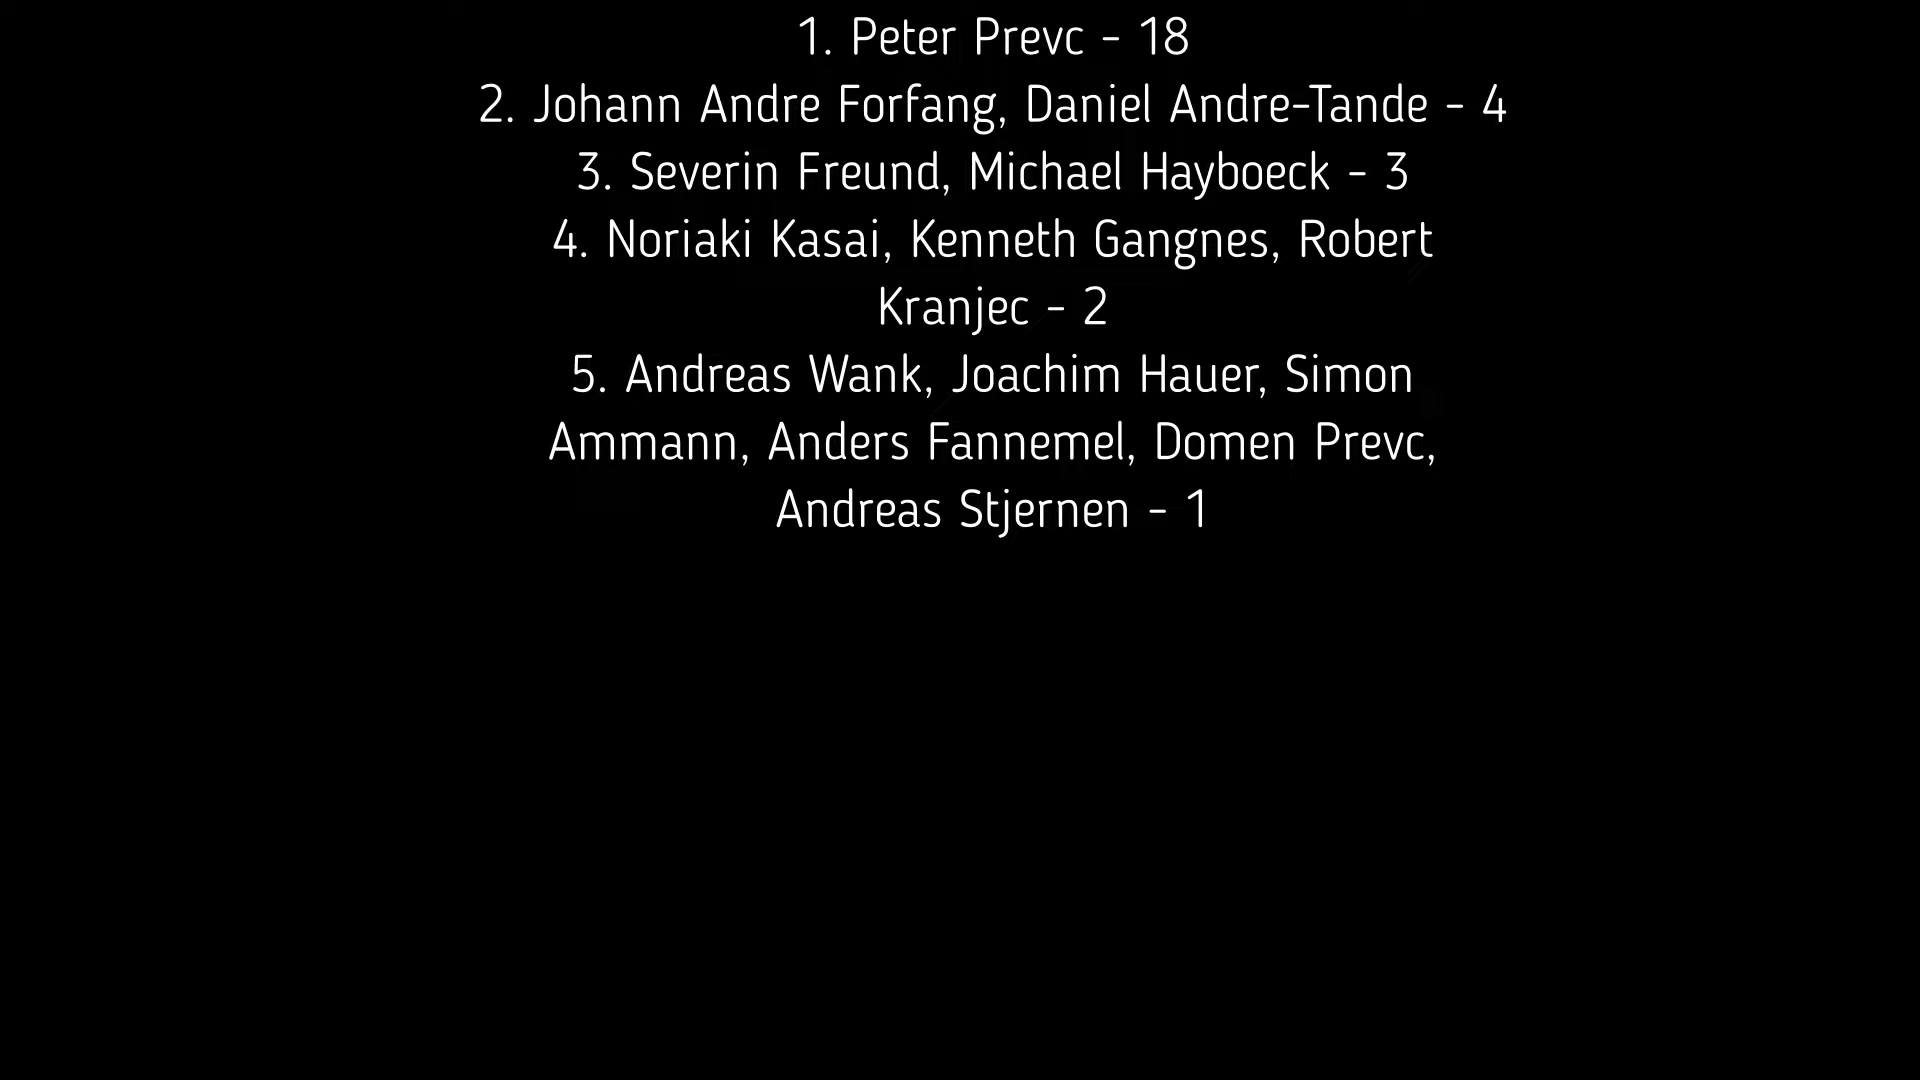 1. Peter Prevc - 18
2. Johann Andre Forfang, Daniel Andre-Tande - 4
3. Severin Freund, Michael Hayboeck - 3
4. Noriaki Kasai, Kenneth Gangnes, Robert
Kranjec - 2
5. Andreas Wank, Joachim Hauer, Simon
Ammann, Anders Fannemel, Domen Prevc,
Andreas Stjernen - 1